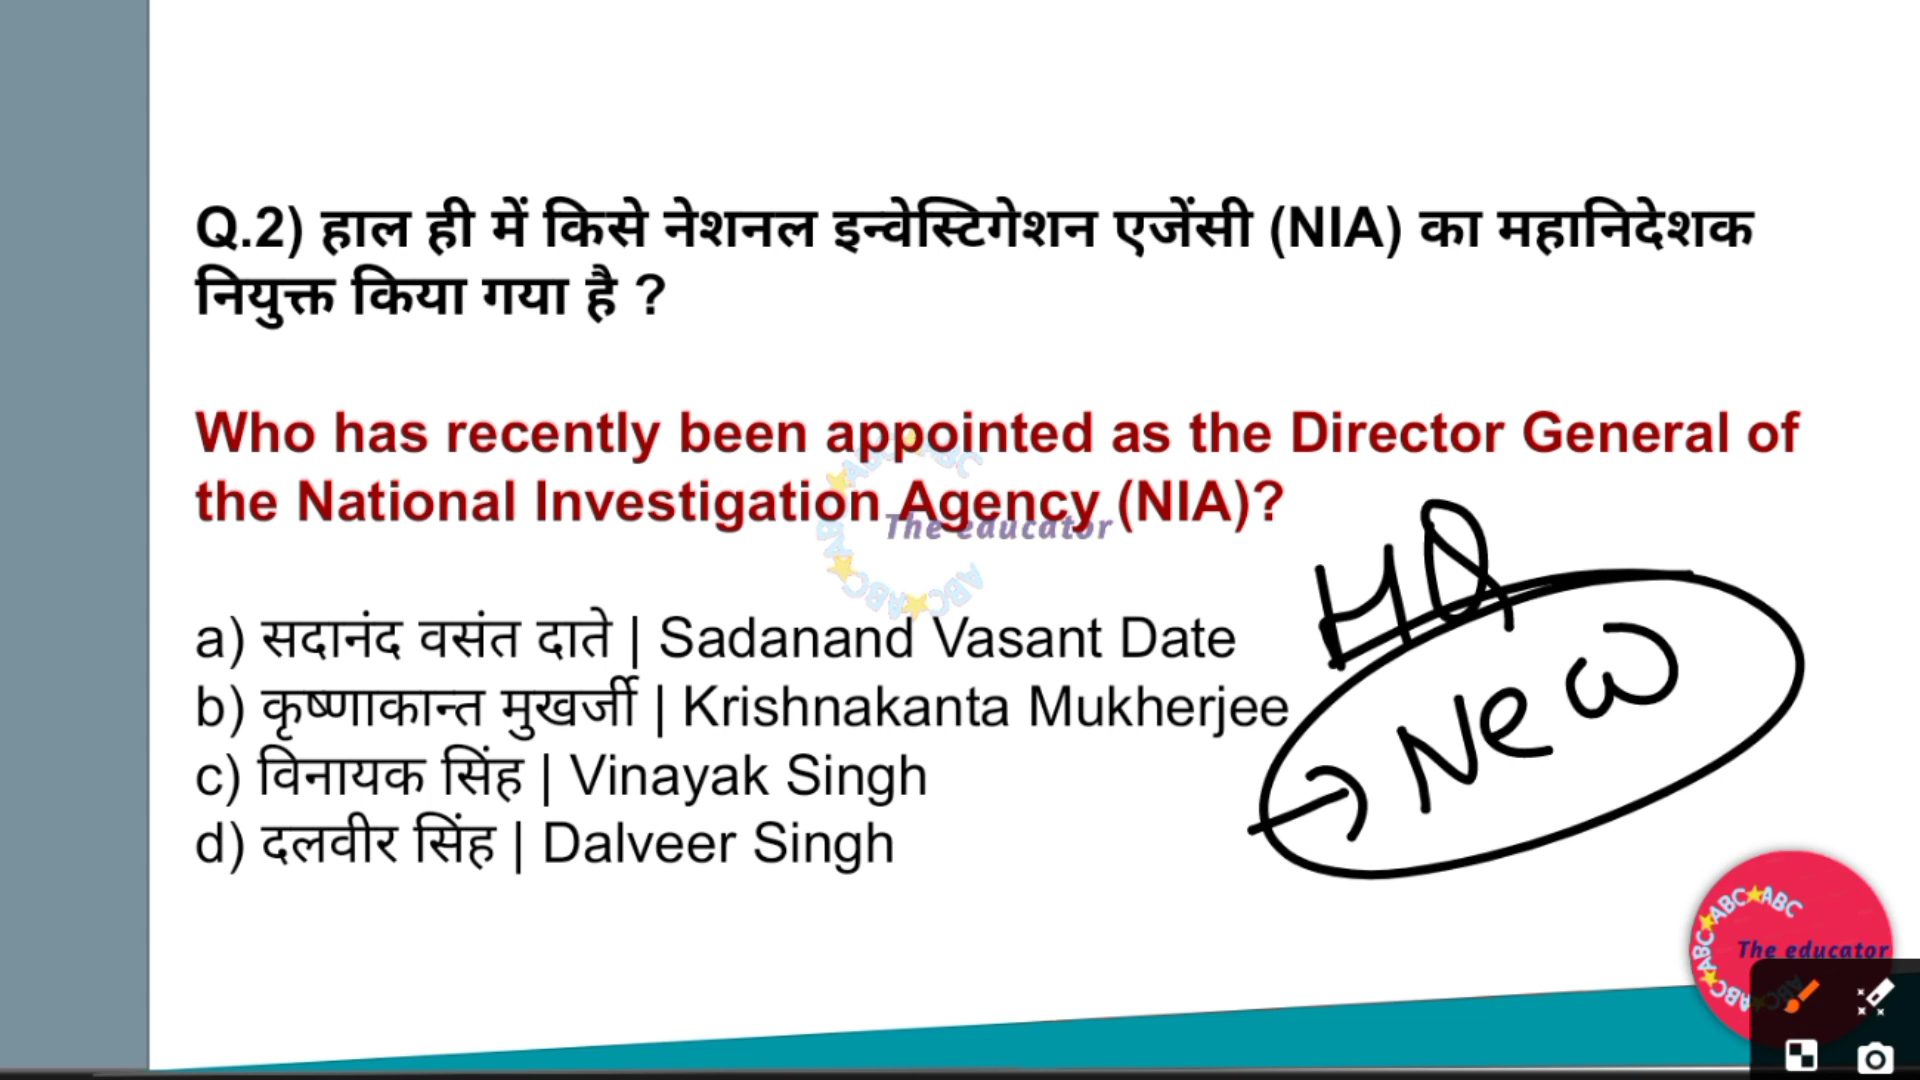 Q.2) हाल ही में किसे नेशनल इन्वेस्टिगेशन एजेंसी (NIA) का महानिदेशक
नियुक्त किया गया है ?
Who has recently been appointed as the Director General of
the National Investigation Agency (NIA)?
The educator
a) सदानंद वसंत दाते | Sadanand Vasant Date
b) कृष्णाकान्त मुखर्जी | Krishnakanta Mukherjee
c) विनायक सिंह | Vinayak Singh
d) दलवीर सिंह | Dalveer Singh
HQ
→ New
ABC★ABC★ABC
The educator